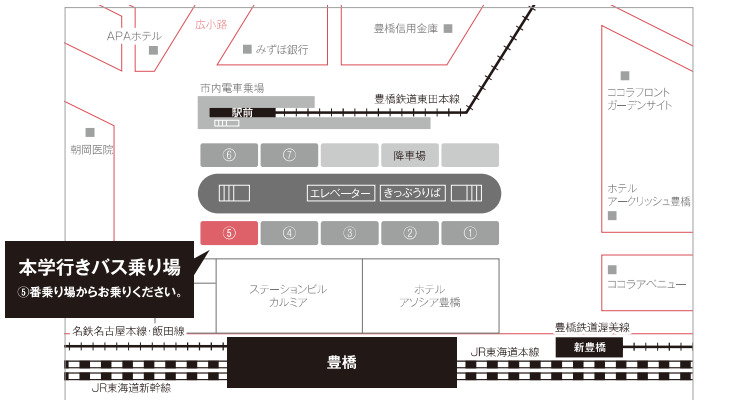 広小路
APAホテル
みずほ銀行
豊橋信用金庫
市内電車乗場
豊橋鉄道東田本線
駅前
ココラフロント
ガーデンサイト
朝岡医院
⑥
⑦
降車場
エレベーター
きっぷうりば
ホテル
アークリッシュ豊橋
⑤
④
③
②
①
本学行きバス乗り場
⑤番乗り場からお乗りください。
ステーションビル
カルミア
ホテル
アソシア豊橋
ココラアベニュー
名鉄名古屋本線・飯田線
豊橋鉄道渥美線
豊橋
JR東海道本線
新豊橋
JR東海道新幹線